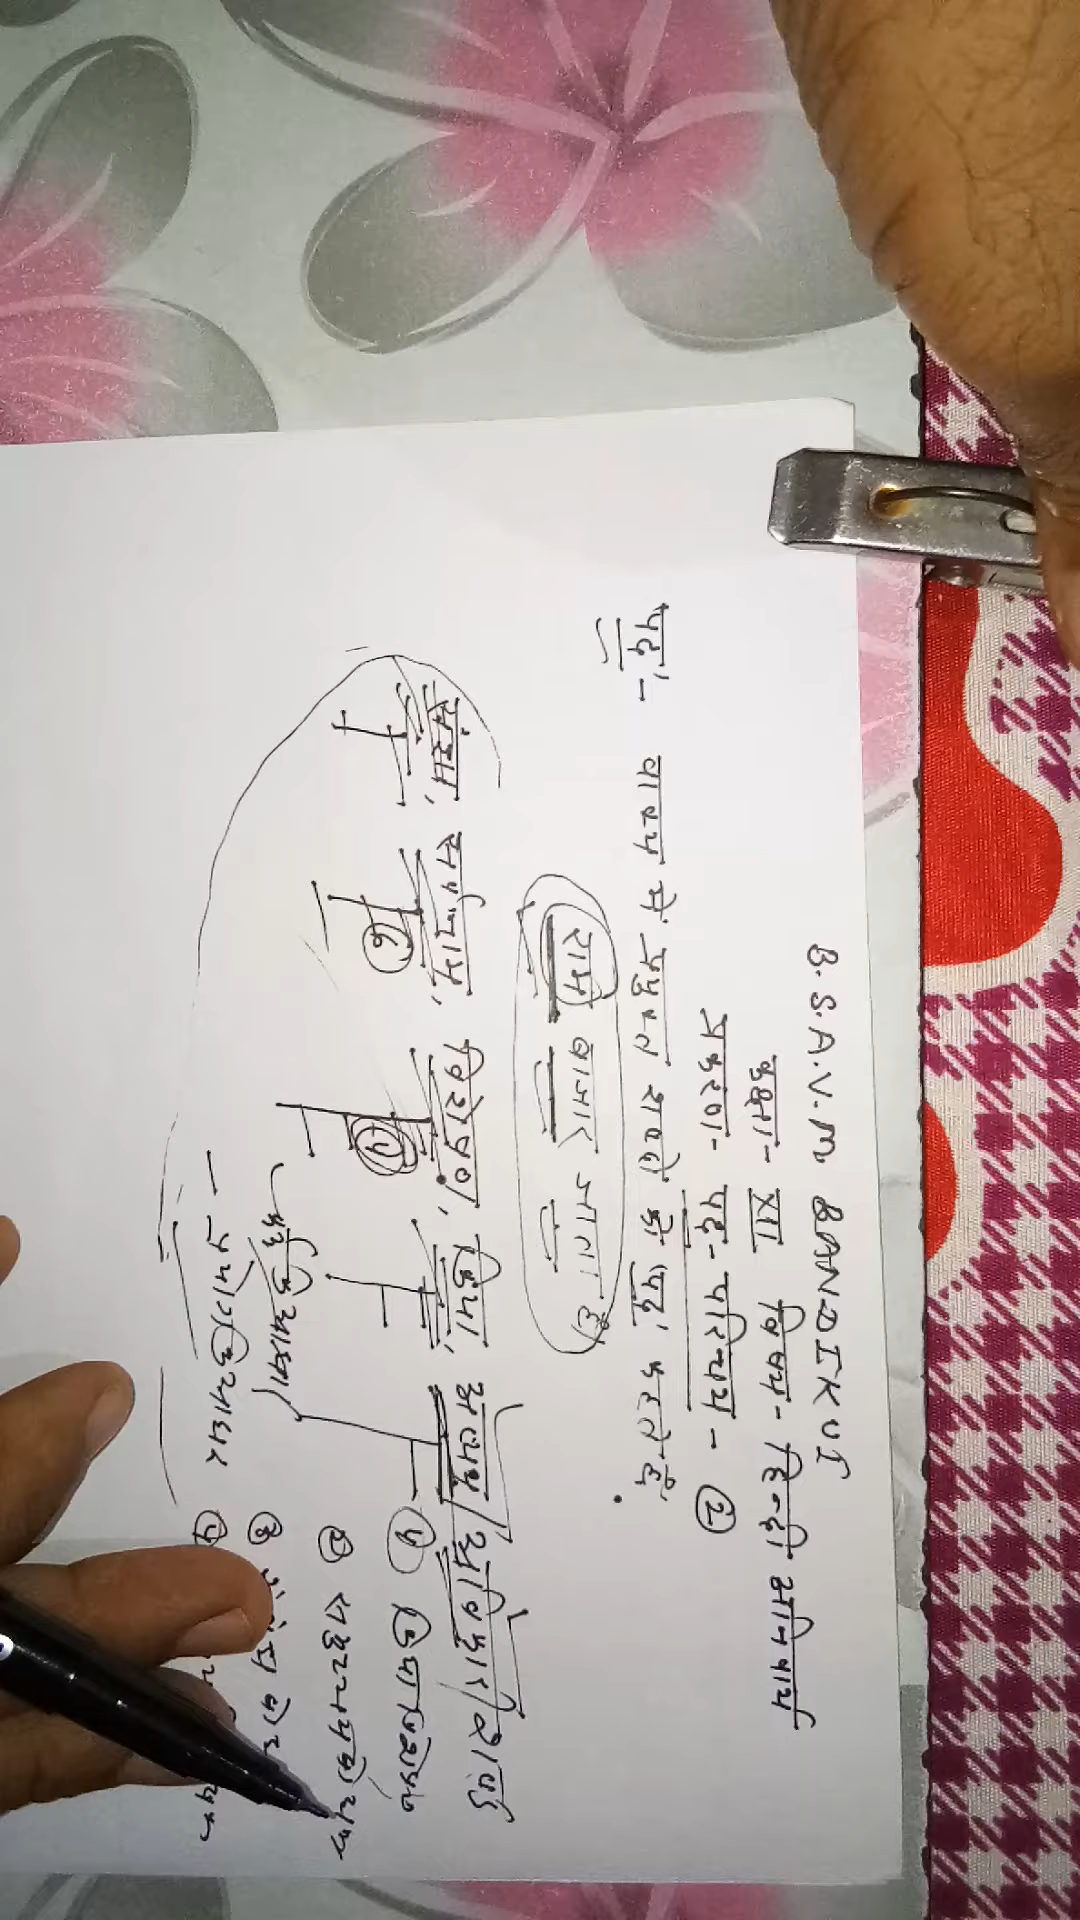 B.S.A.V.M. BANDIKUI
कक्षा- XII विषय- हिन्दी अनिवार्य
प्रकरण- पद-परिचय - ②
पद'- वाक्य में प्रयुक्त शब्दों को 'पद' कहते हैं.
राम बाजार जाता है।
संज्ञा, सर्वनाम, विशेषण, क्रिया, अव्यय/अविकारी शब्द
⑥ ④ ① क्रियाविशेषण
② समुच्चयबोधक
③ बोधक